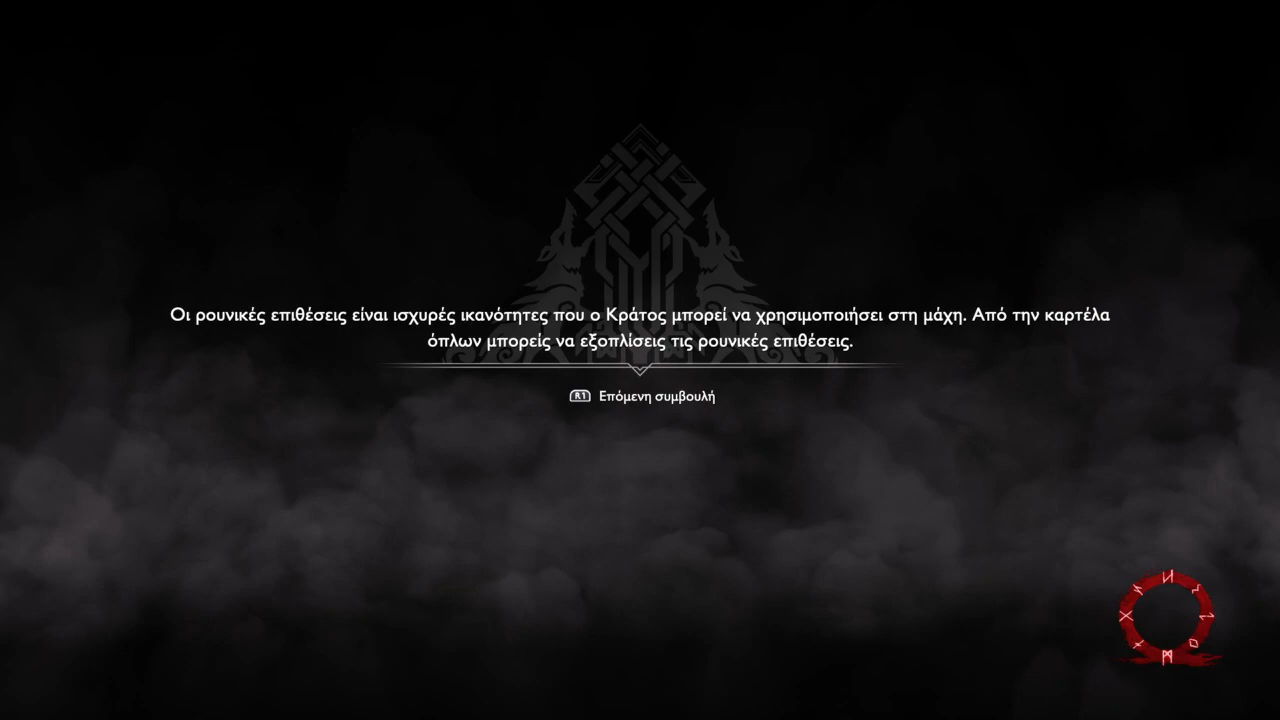 Οι ρουνικές επιθέσεις είναι ισχυρές ικανότητες που ο Κράτος μπορεί να χρησιμοποιήσει στη μάχη. Από την καρτέλα
όπλων μπορείς να εξοπλίσεις τις ρουνικές επιθέσεις.
R1 Επόμενη συμβουλή